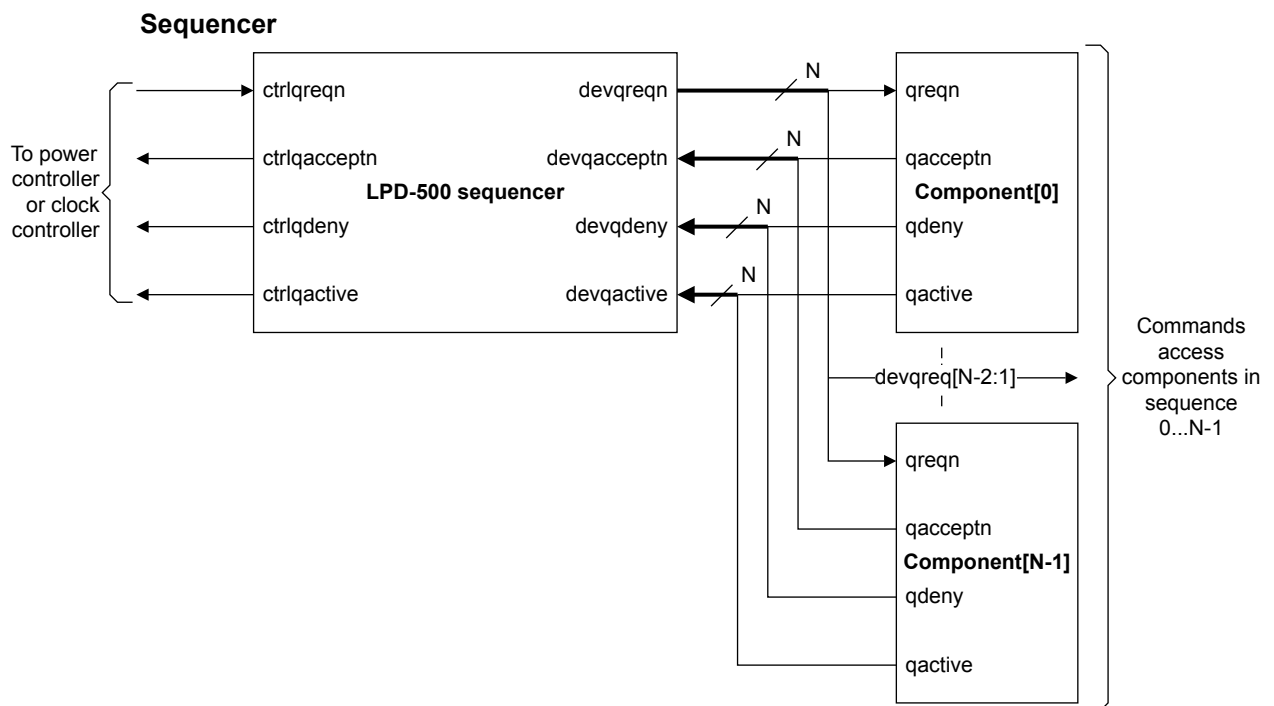 Sequencer
To power
controller
or clock
controller
ctrlqreqn
ctrlqacceptn
ctrlqdeny
ctrlqactive
LPD-500 sequencer
devqreqn
devqacceptn
devqdeny
devqactive
N
N
N
N
qreqn
qacceptn
Component[0]
qdeny
qactive
devqreq[N-2:1]
qreqn
qacceptn
Component[N-1]
qdeny
qactive
Commands
access
components in
sequence
0...N-1